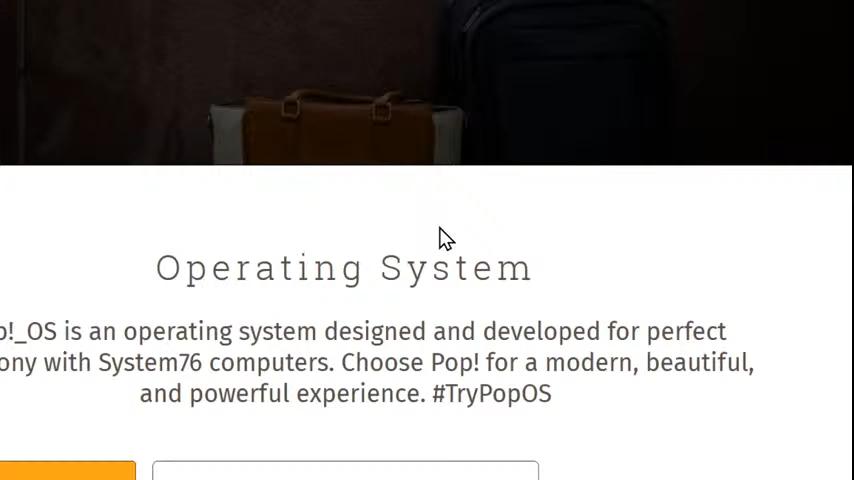 Operating System
p!_OS is an operating system designed and developed for perfect
ony with System76 computers. Choose Pop! for a modern, beautiful,
and powerful experience. #TryPopOS